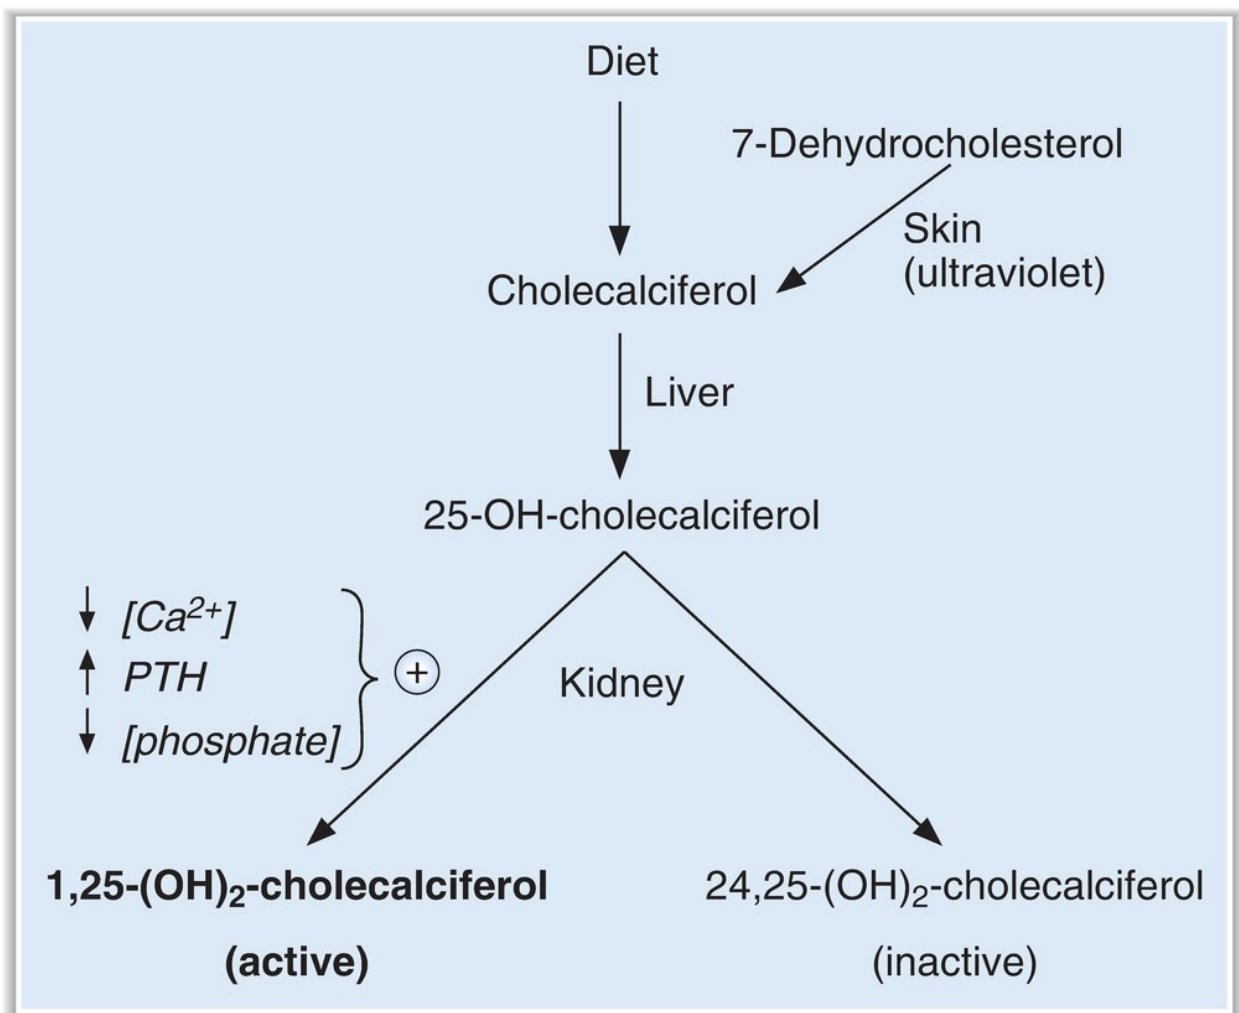 Diet
7-Dehydrocholesterol
Skin
(ultraviolet)
Cholecalciferol
Liver
25-OH-cholecalciferol
↓ [Ca²⁺]
↑ PTH
↓ [phosphate]
+
Kidney
1,25-(OH)₂-cholecalciferol
(active)
24,25-(OH)₂-cholecalciferol
(inactive)